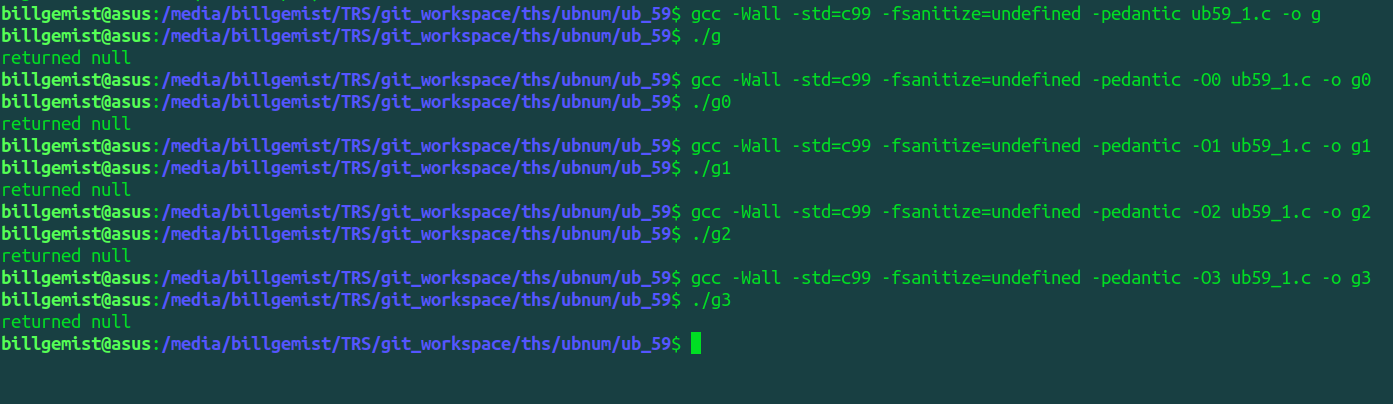 billgemist@asus:/media/billgemist/TRS/git_workspace/ths/ubnum/ub_59$ gcc -Wall -std=c99 -fsanitize=undefined -pedantic ub59_1.c -o g
billgemist@asus:/media/billgemist/TRS/git_workspace/ths/ubnum/ub_59$ ./g
returned null
billgemist@asus:/media/billgemist/TRS/git_workspace/ths/ubnum/ub_59$ gcc -Wall -std=c99 -fsanitize=undefined -pedantic -O0 ub59_1.c -o g0
billgemist@asus:/media/billgemist/TRS/git_workspace/ths/ubnum/ub_59$ ./g0
returned null
billgemist@asus:/media/billgemist/TRS/git_workspace/ths/ubnum/ub_59$ gcc -Wall -std=c99 -fsanitize=undefined -pedantic -O1 ub59_1.c -o g1
billgemist@asus:/media/billgemist/TRS/git_workspace/ths/ubnum/ub_59$ ./g1
returned null
billgemist@asus:/media/billgemist/TRS/git_workspace/ths/ubnum/ub_59$ gcc -Wall -std=c99 -fsanitize=undefined -pedantic -O2 ub59_1.c -o g2
billgemist@asus:/media/billgemist/TRS/git_workspace/ths/ubnum/ub_59$ ./g2
returned null
billgemist@asus:/media/billgemist/TRS/git_workspace/ths/ubnum/ub_59$ gcc -Wall -std=c99 -fsanitize=undefined -pedantic -O3 ub59_1.c -o g3
billgemist@asus:/media/billgemist/TRS/git_workspace/ths/ubnum/ub_59$ ./g3
returned null
billgemist@asus:/media/billgemist/TRS/git_workspace/ths/ubnum/ub_59$